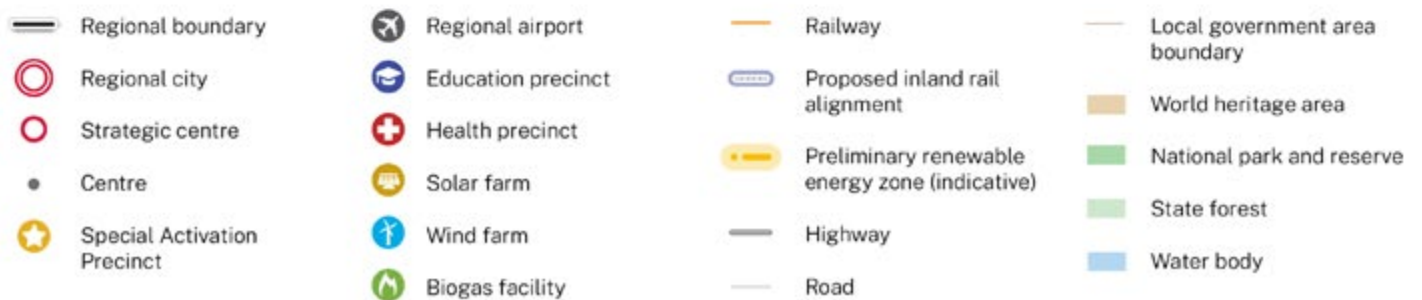 Regional boundary
Regional city
Strategic centre
Centre
Special Activation
Precinct
Regional airport
Education precinct
Health precinct
Solar farm
Wind farm
Biogas facility
Railway
Proposed inland rail
alignment
Preliminary renewable
energy zone (indicative)
Highway
Road
Local government area
boundary
World heritage area
National park and reserve
State forest
Water body